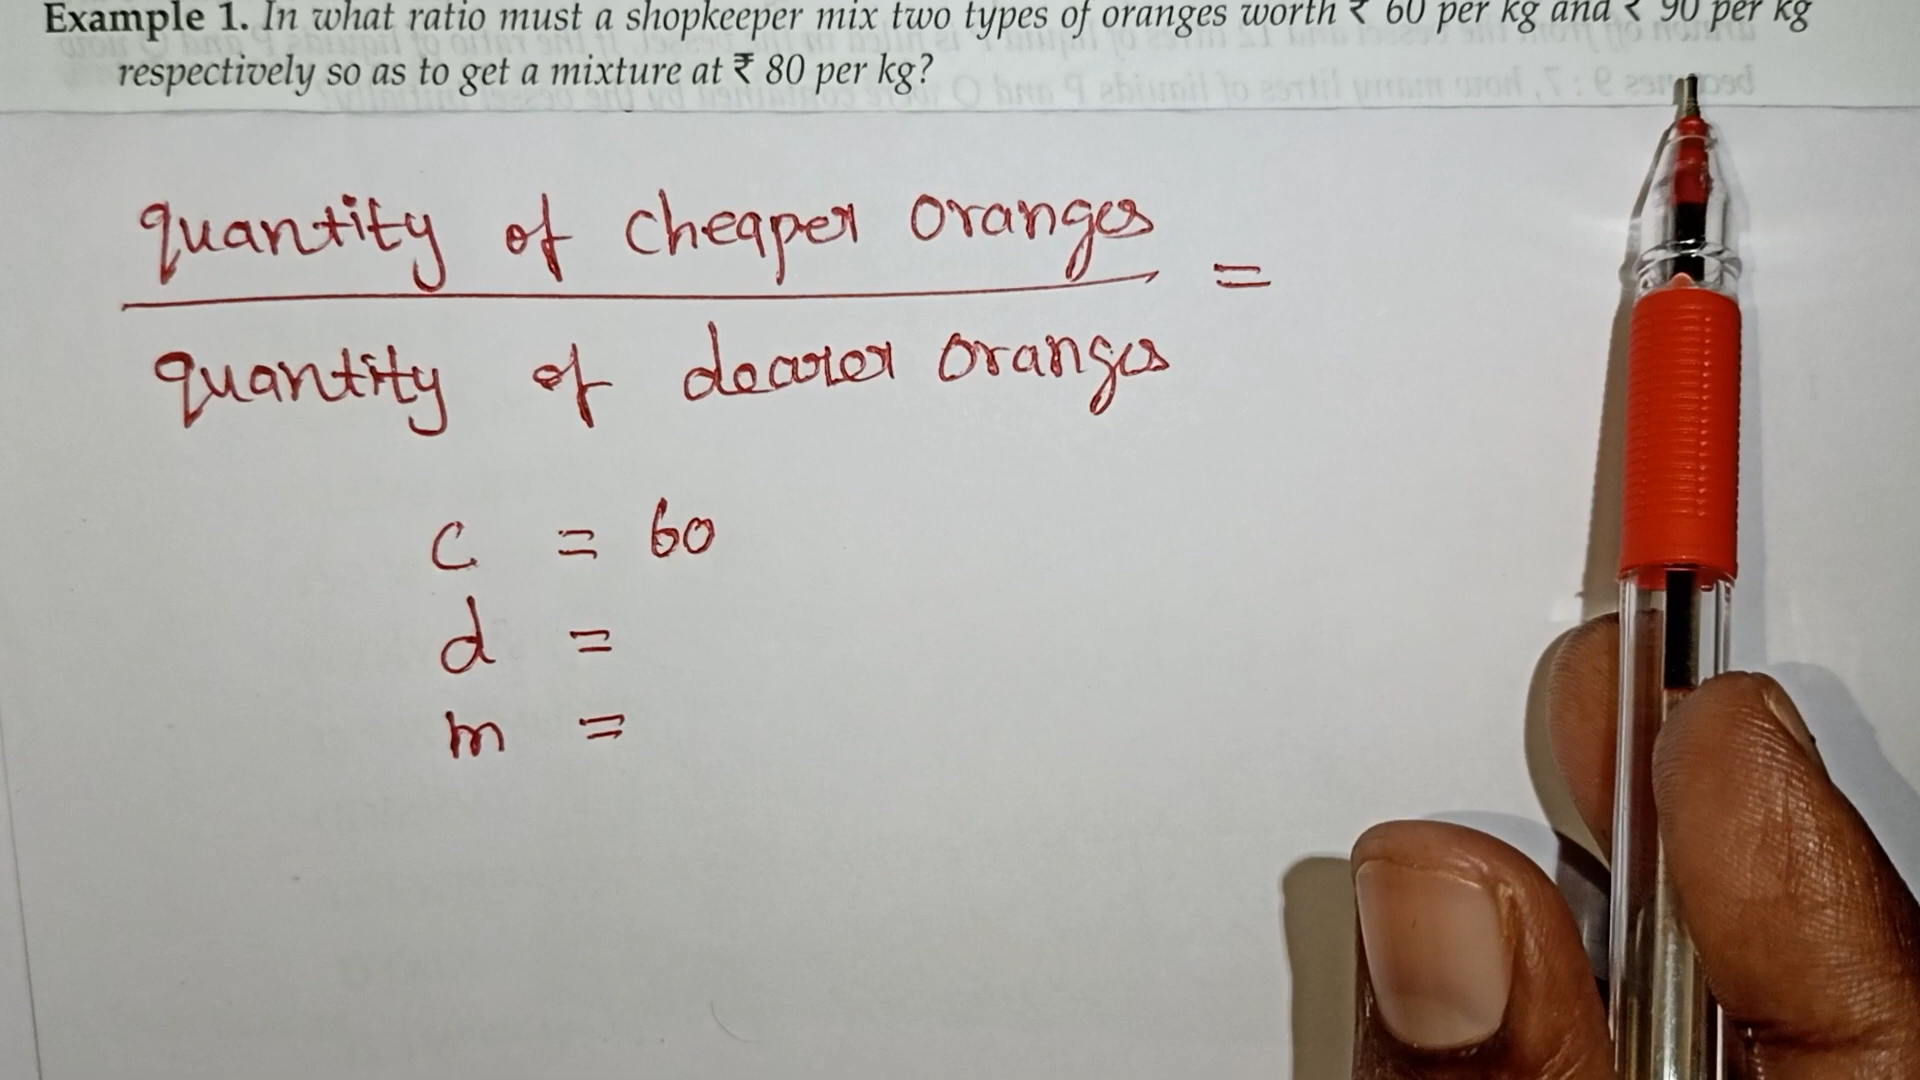 Example 1. In what ratio must a shopkeeper mix two types of oranges worth ₹ 60 per kg and ₹ 90 per kg
respectively so as to get a mixture at ₹ 80 per kg?
quantity of cheaper oranges
=
quantity of dearer oranges
c = 60
d =
m =